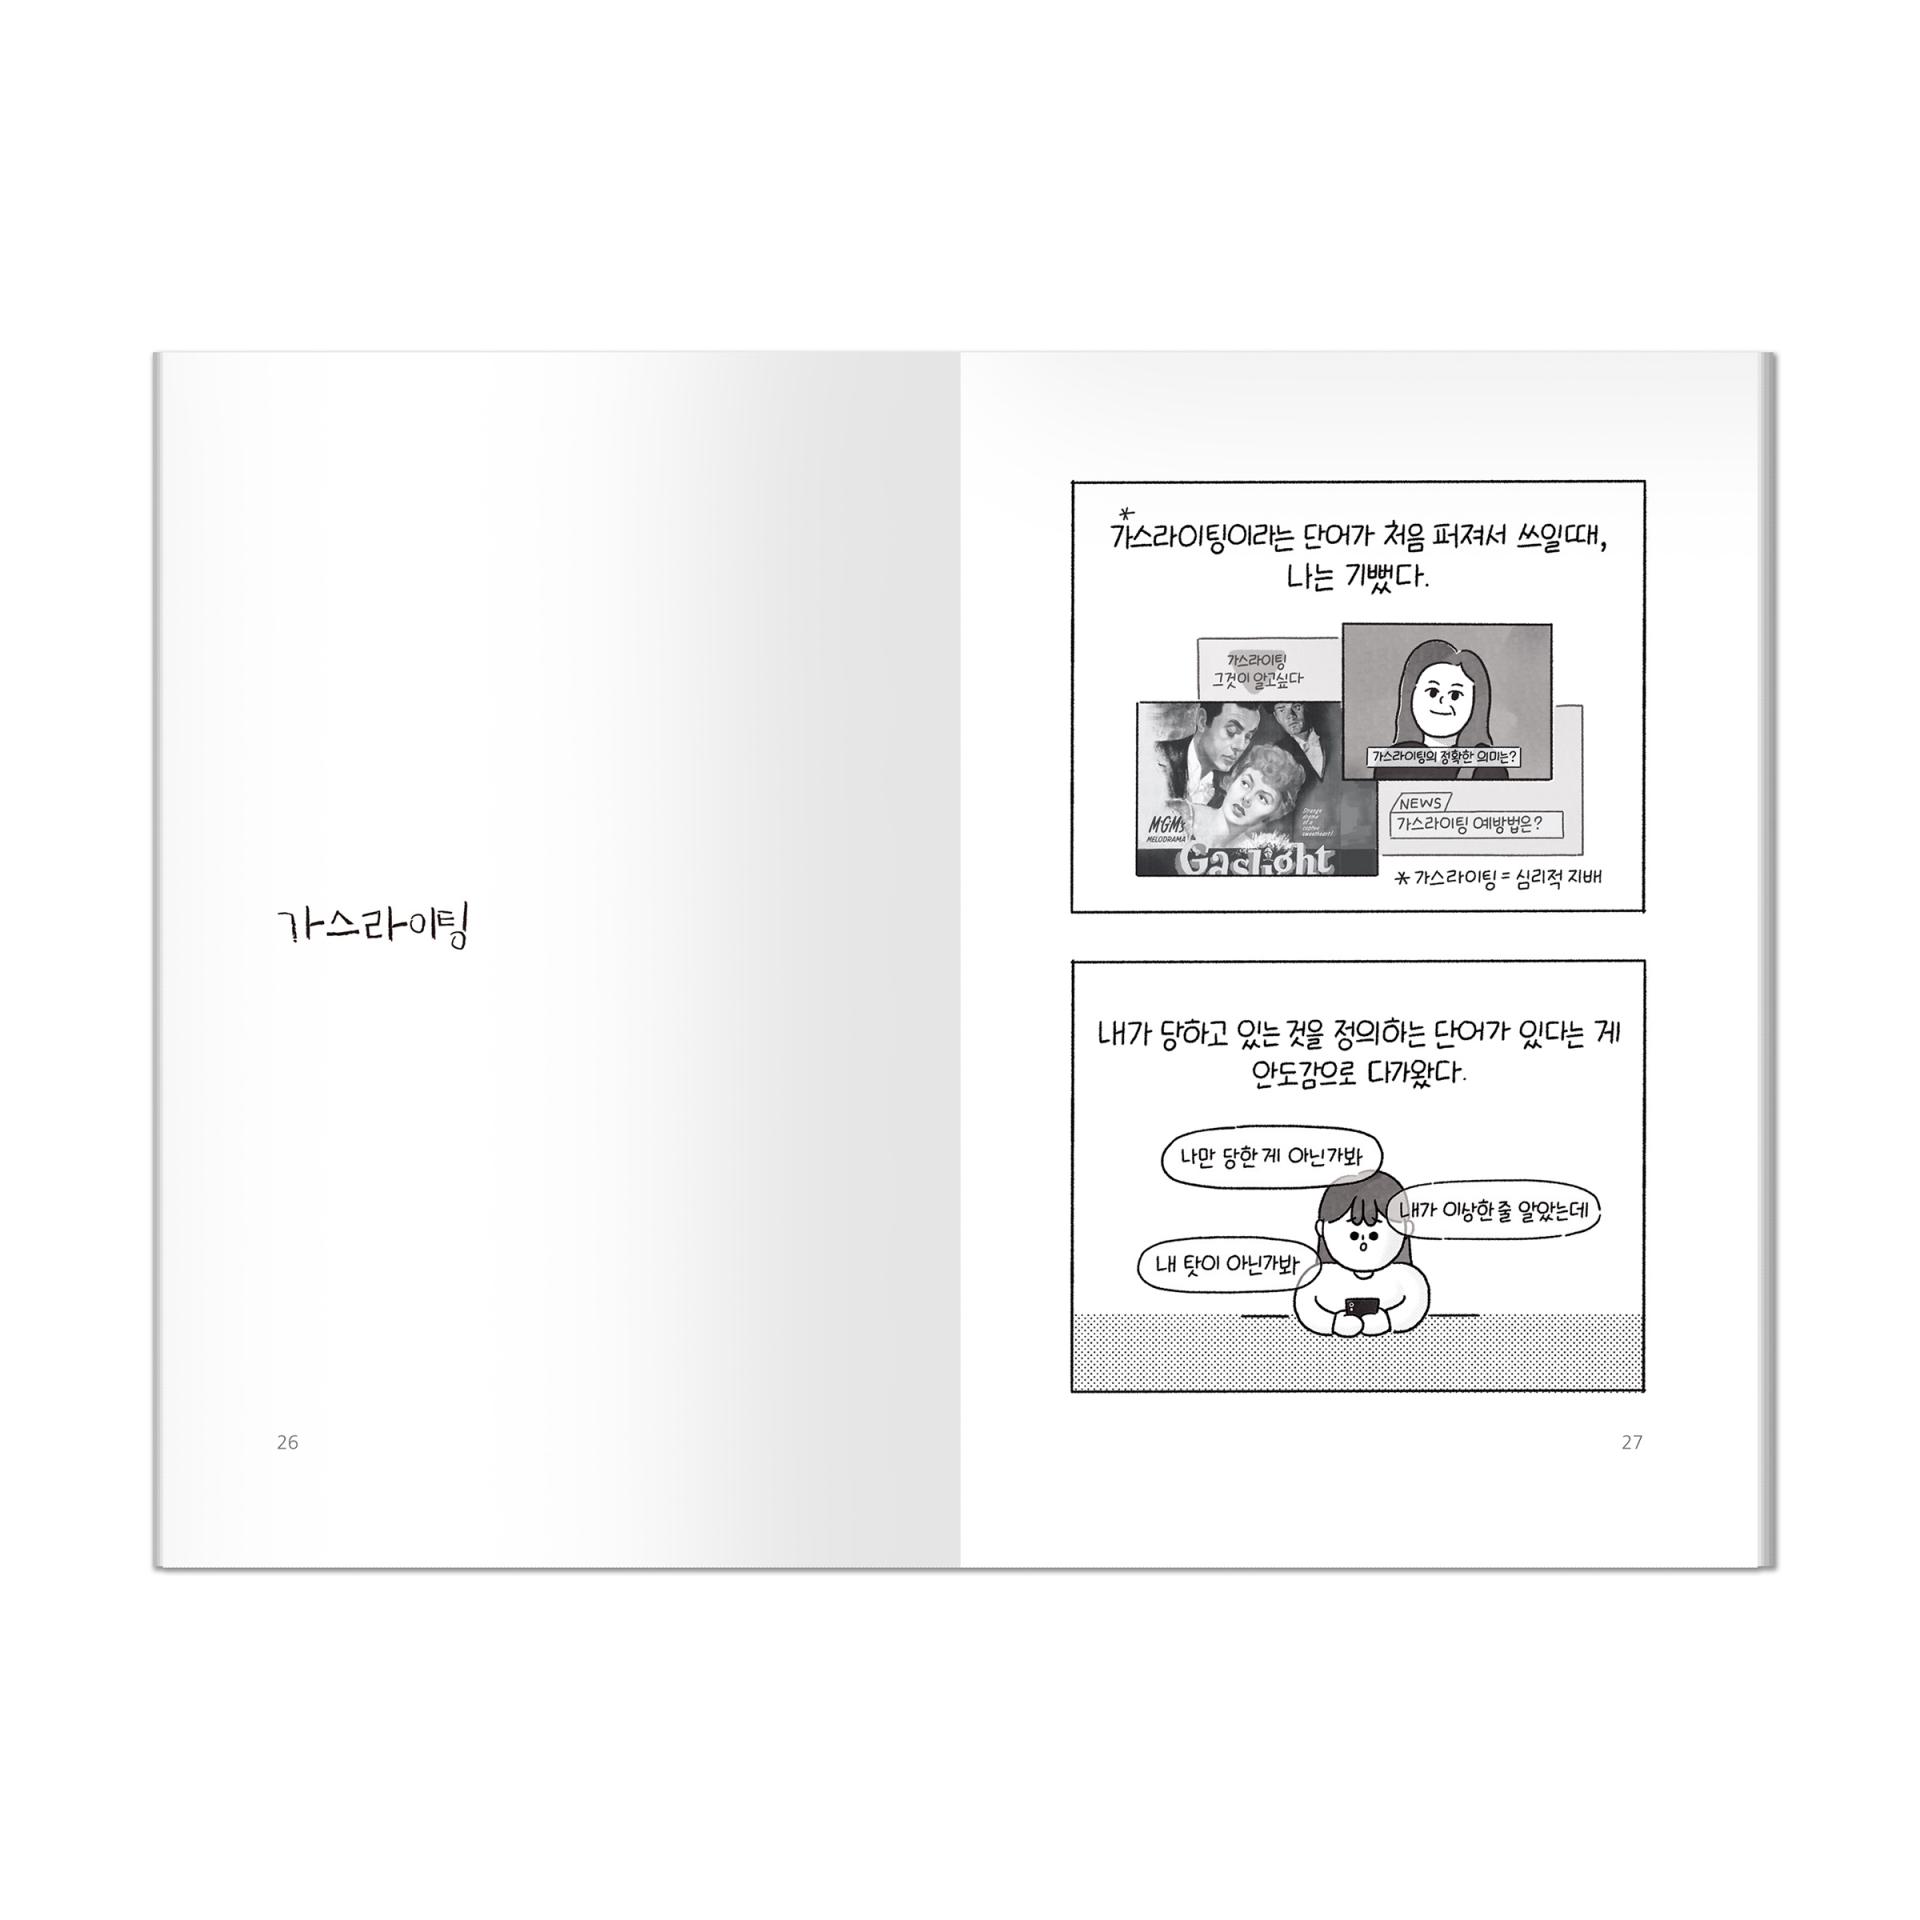 가스라이팅
26
*
가스라이팅이라는 단어가 처음 퍼져서 쓰일때,
나는 기뻤다.
가스라이팅
그것이 알고싶다
가스라이팅의 정확한 의미는?
MGM's
MELODRAMA
Strange
drama
of a
captive
sweetheart!
Gaslight
NEWS
가스라이팅 예방법은?
* 가스라이팅 = 심리적 지배
내가 당하고 있는 것을 정의하는 단어가 있다는 게
안도감으로 다가왔다.
나만 당한 게 아닌가봐
내가 이상한 줄 알았는데
내 탓이 아닌가봐
27